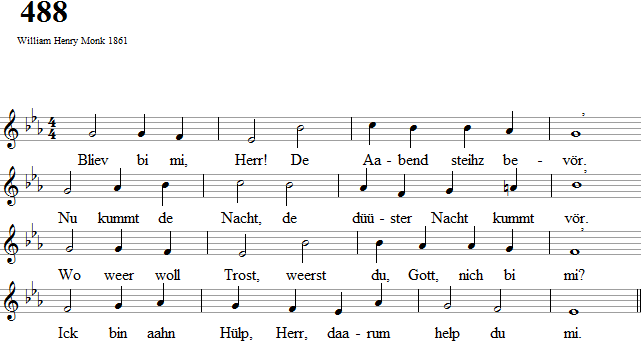 488
William Henry Monk 1861
Bliev bi mi, Herr! De Aa - bend steihz be - vör.
Nu kummt de Nacht, de düü - ster Nacht kummt vör.
Wo weer woll Trost, weerst du, Gott, nich bi mi?
Ick bin aahn Hülp, Herr, daa - rum help du mi.